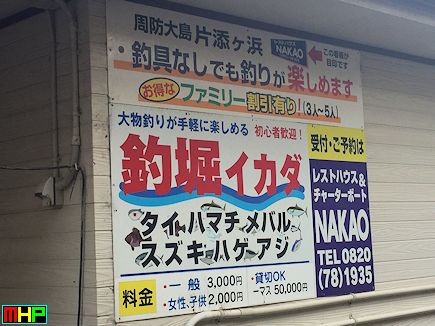 周防大島 片添ヶ浜
レストハウス
NAKAO
この看板が
目印です
・釣具なしでも釣りが楽しめます
お得な ファミリー割引有り!(3人~5人)
大物釣りが手軽に楽しめる 初心者歓迎!
釣堀イカダ
タイ・ハマチ・メバル
スズキ・ハゲ・アジ
料金
・一般 3,000円
・女性、子供 2,000円
・貸切OK
一マス 50,000円
受付・ご予約は
レストハウス&
チャーターボート
NAKAO
TEL 0820
(78)1935
MHP